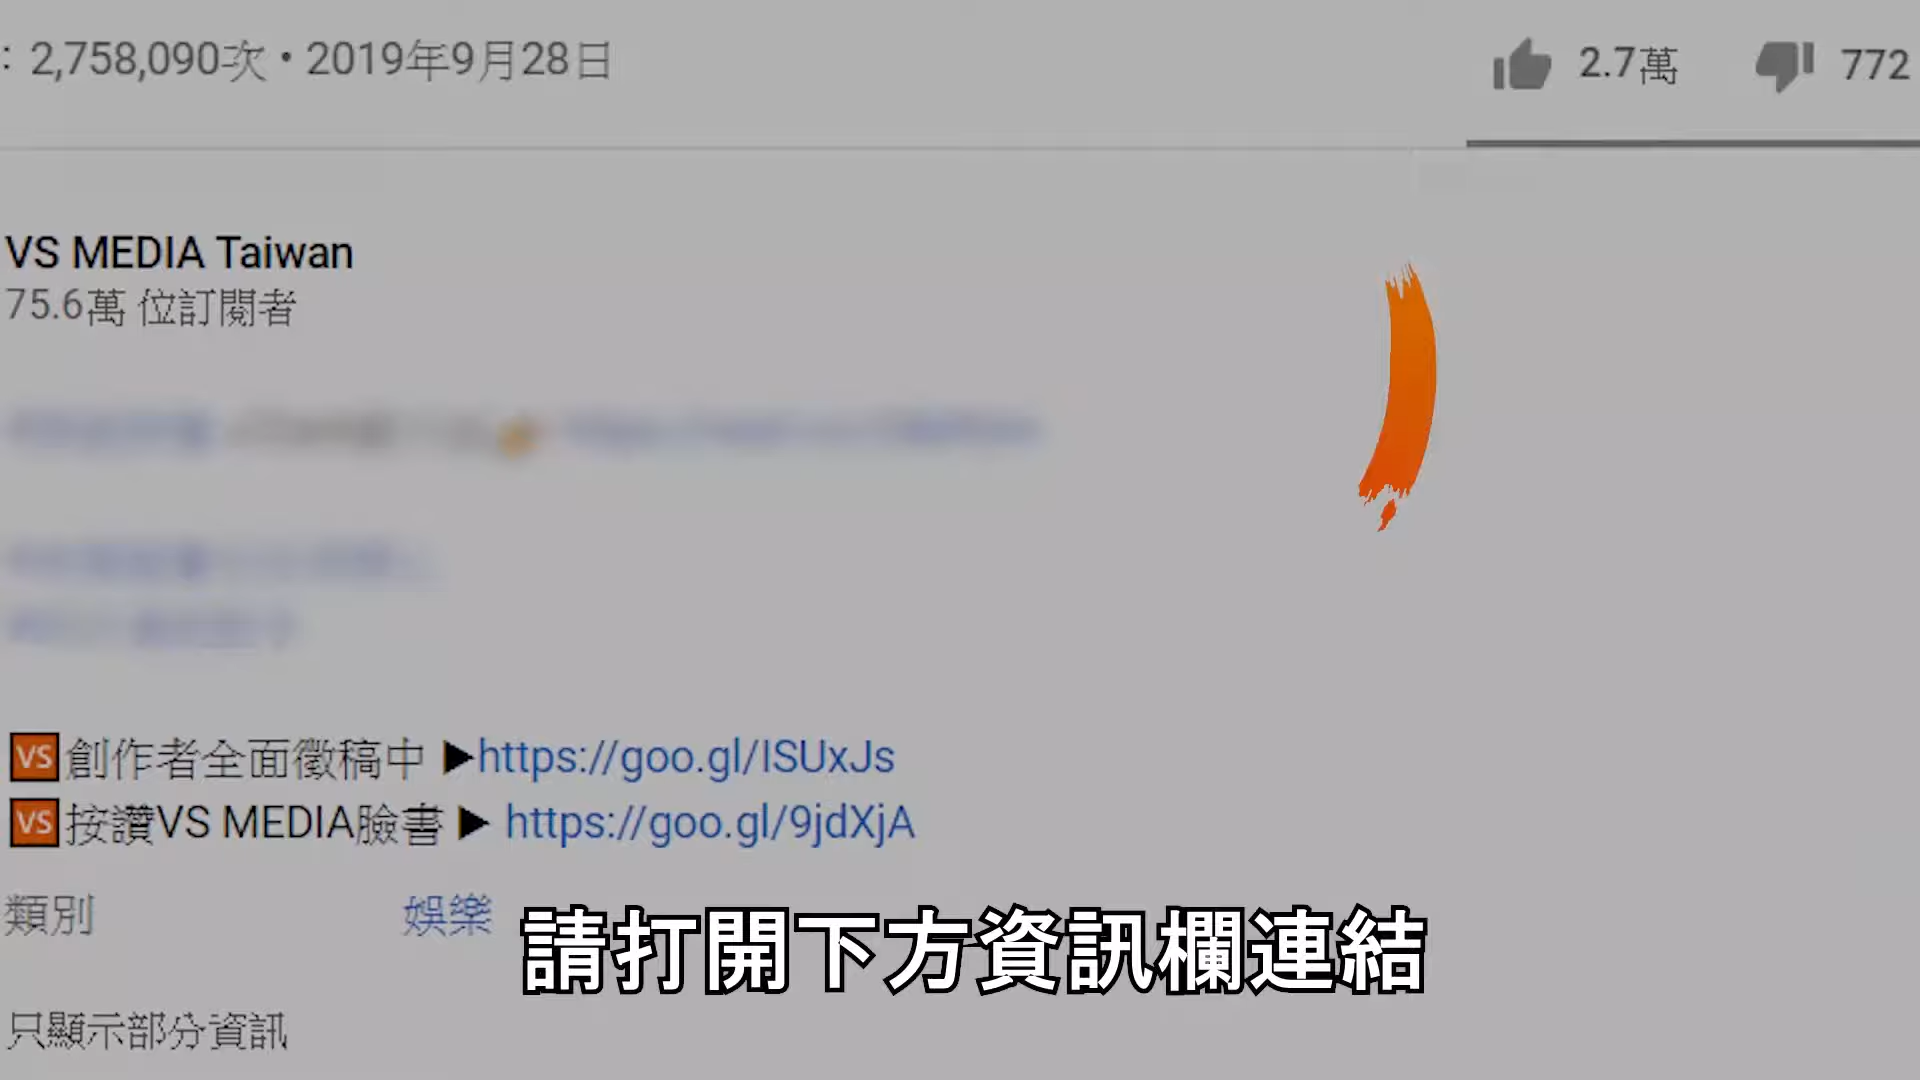 ：2,758,090次 • 2019年9月28日
2.7萬 772
VS MEDIA Taiwan
75.6萬 位訂閱者
VS創作者全面徵稿中 ▶https://goo.gl/ISUxJs
VS按讚VS MEDIA臉書 ▶ https://goo.gl/9jdXjA
類別 娛樂
請打開下方資訊欄連結
只顯示部分資訊